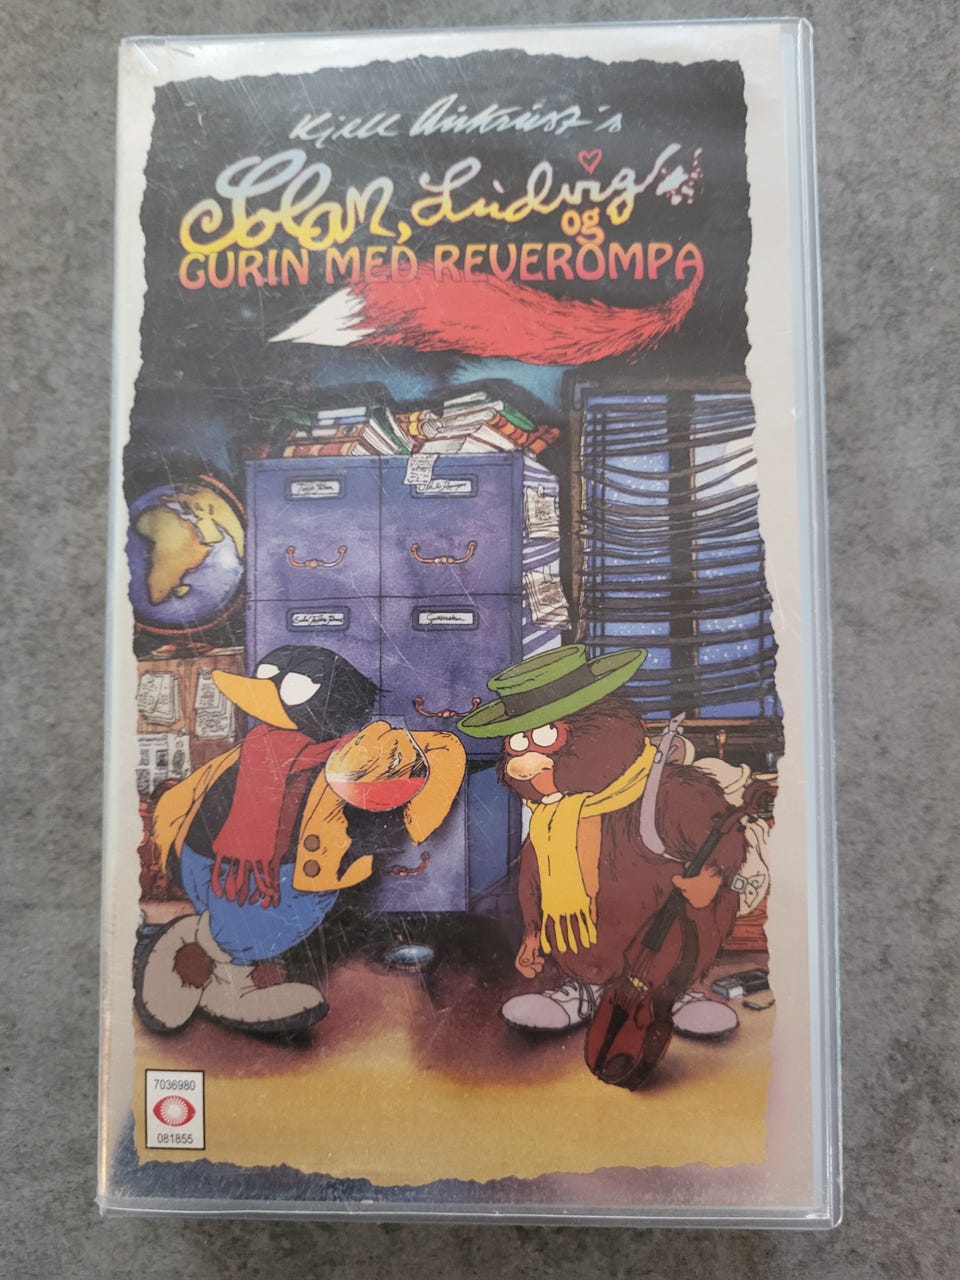 Kjell Aukrust's
Solan, Ludvig
og
GURIN MED REVEROMPA
7036980
081855